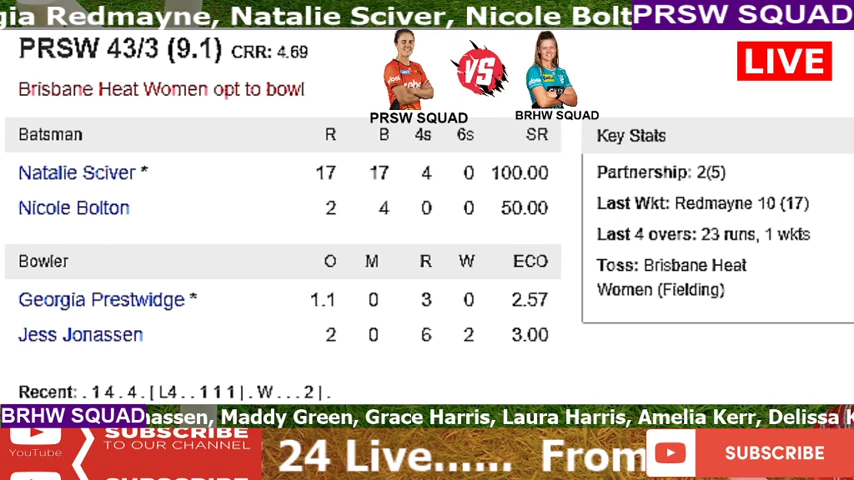 gia Redmayne, Natalie Sciver, Nicole Bolt
PRSW SQUAD
PRSW 43/3 (9.1) CRR: 4.69
VS
LIVE
Brisbane Heat Women opt to bowl
PRSW SQUAD
BRHW SQUAD
Batsman R B 4s 6s SR
Natalie Sciver * 17 17 4 0 100.00
Nicole Bolton 2 4 0 0 50.00
Bowler O M R W ECO
Georgia Prestwidge * 1.1 0 3 0 2.57
Jess Jonassen 2 0 6 2 3.00
Key Stats
Partnership: 2(5)
Last Wkt: Redmayne 10 (17)
Last 4 overs: 23 runs, 1 wkts
Toss: Brisbane Heat
Women (Fielding)
Recent: . 1 4 . 4 . [ L4 . . 1 1 1 | . W . . . 2 | .
BRHW SQUAD
nassen, Maddy Green, Grace Harris, Laura Harris, Amelia Kerr, Delissa K
YouTube
SUBSCRIBE
TO OUR CHANNEL
24 Live...... From
SUBSCRIBE